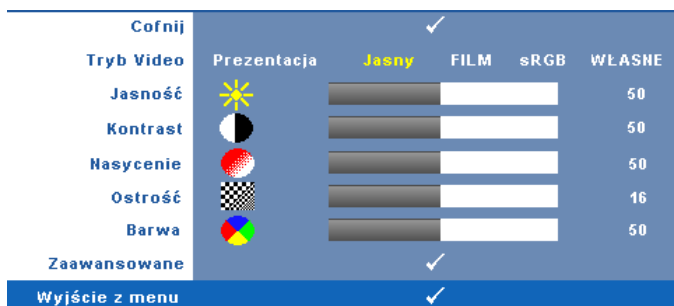 Cofnij
Tryb Video Prezentacja Jasny FILM sRGB WŁASNE
Jasność 50
Kontrast 50
Nasycenie 50
Ostrość 16
Barwa 50
Zaawansowane
Wyjście z menu